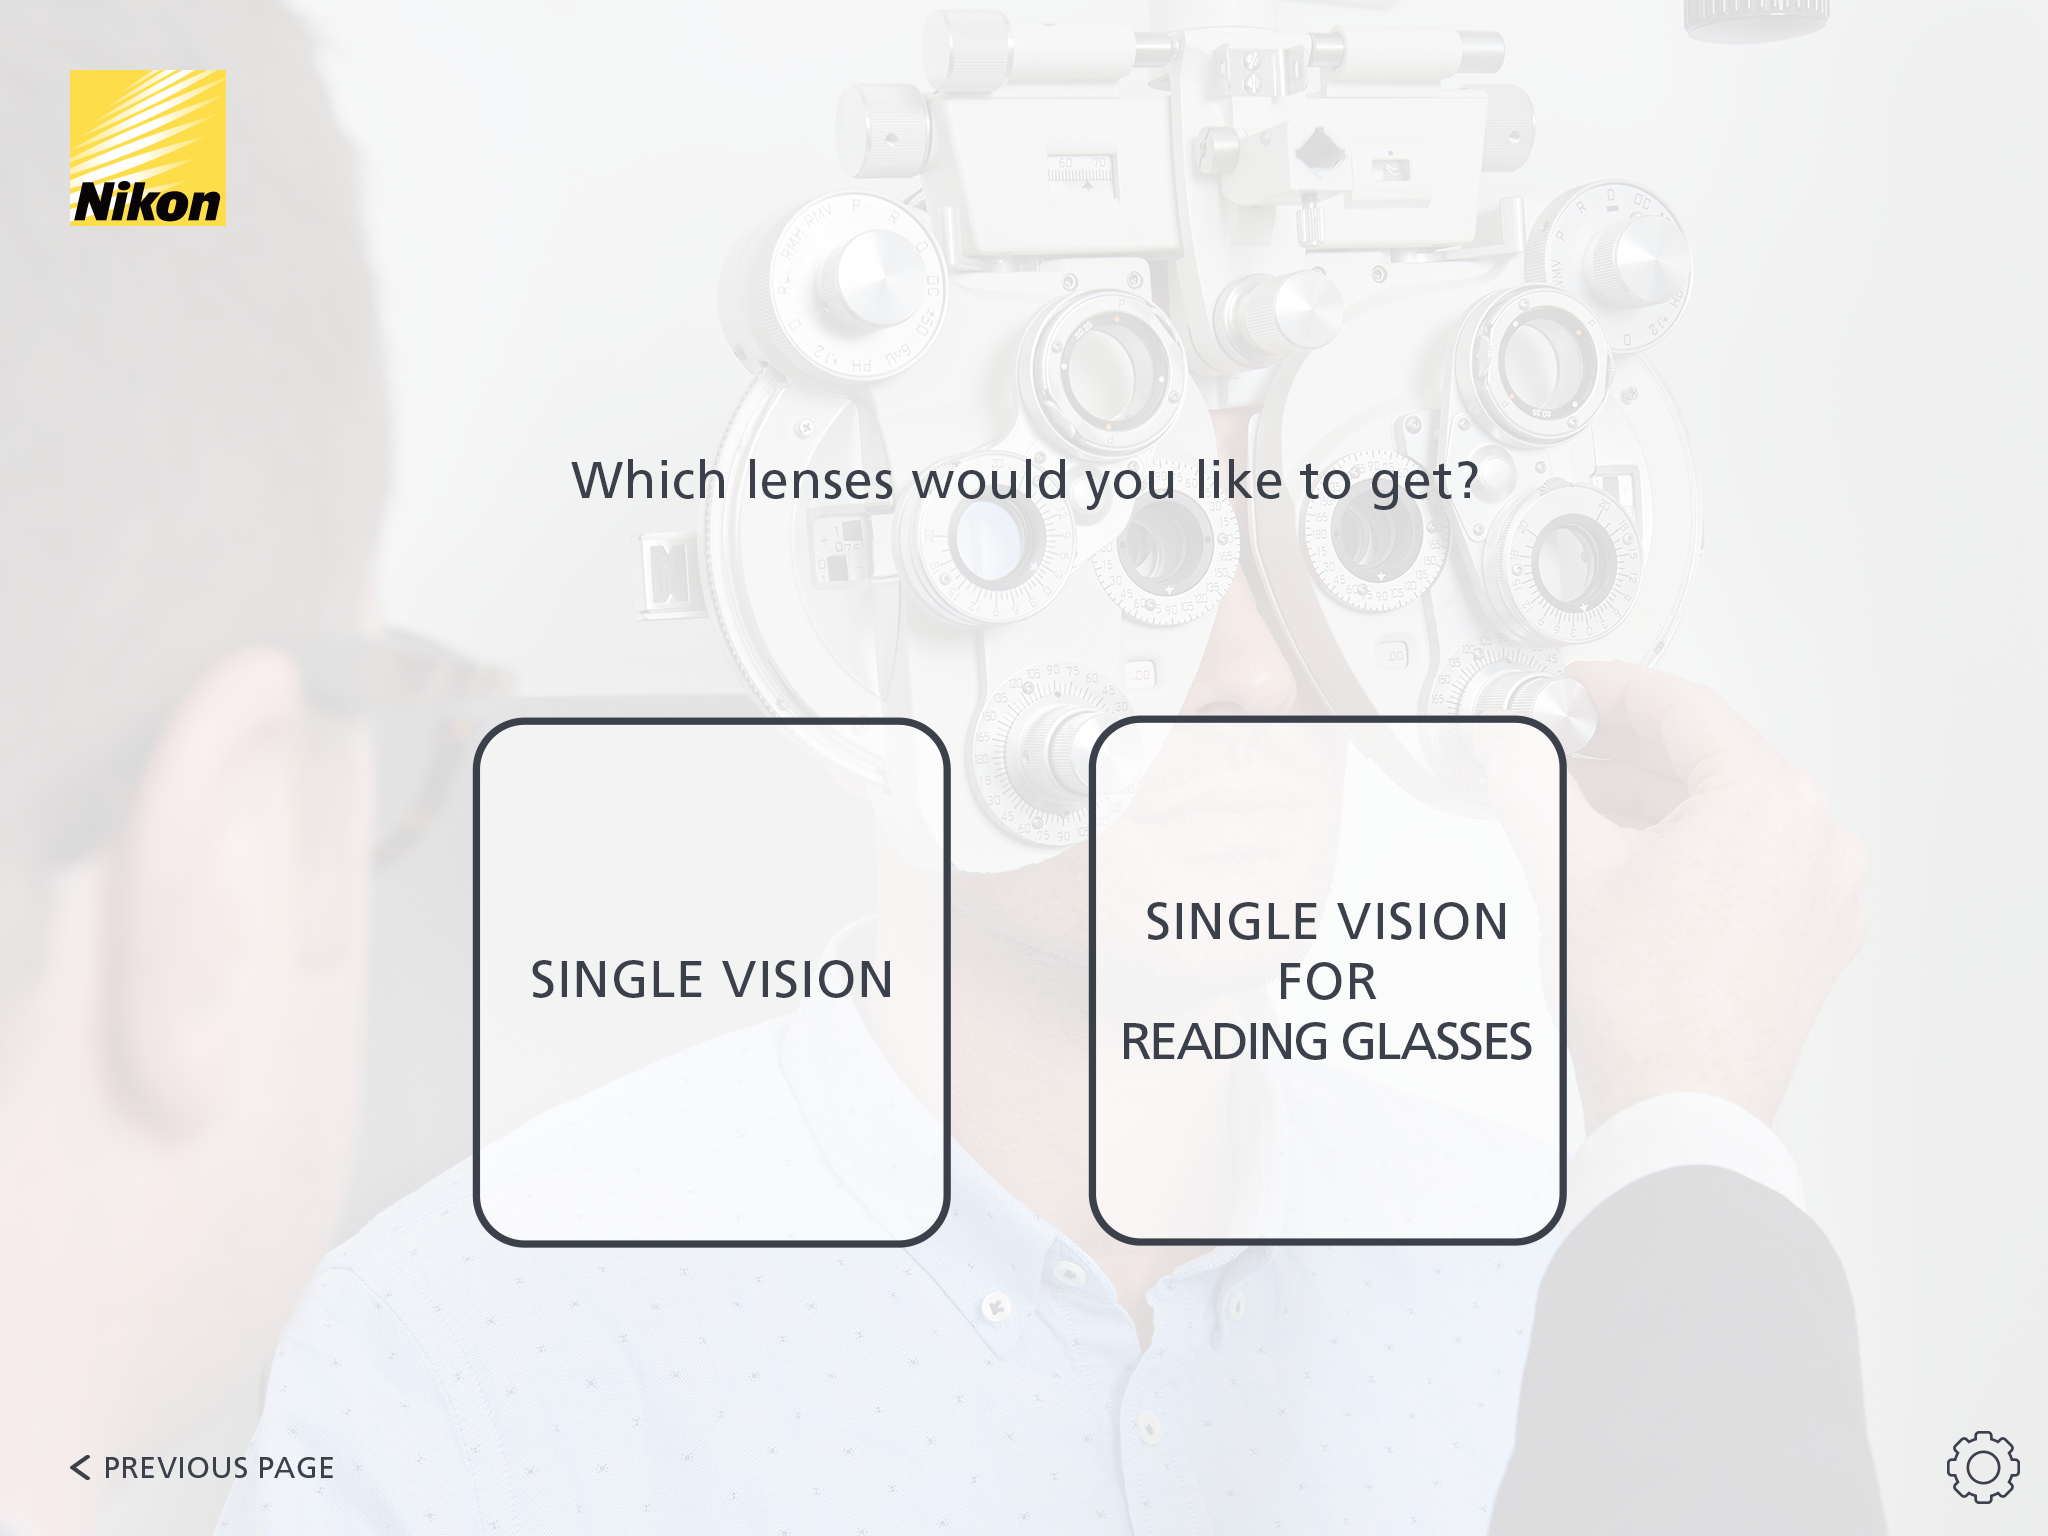 Nikon
Which lenses would you like to get?
SINGLE VISION
SINGLE VISION
FOR
READING GLASSES
PREVIOUS PAGE